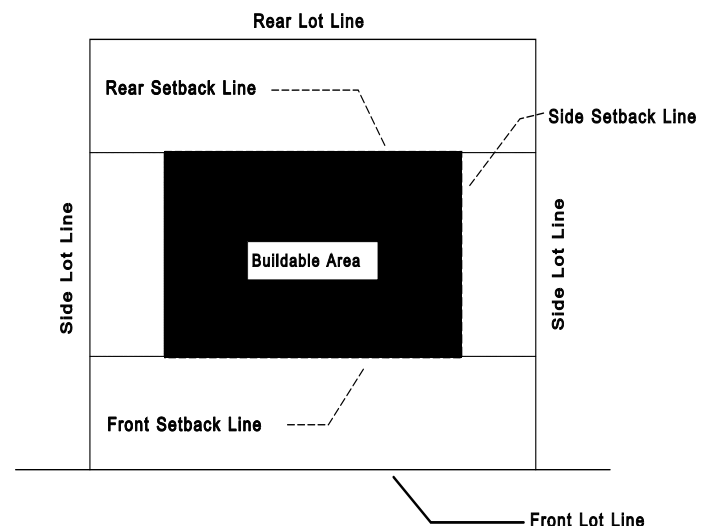 Rear Lot Line
Rear Setback Line
Side Setback Line
Side Lot Line
Buildable Area
Side Lot Line
Front Setback Line
Front Lot Line